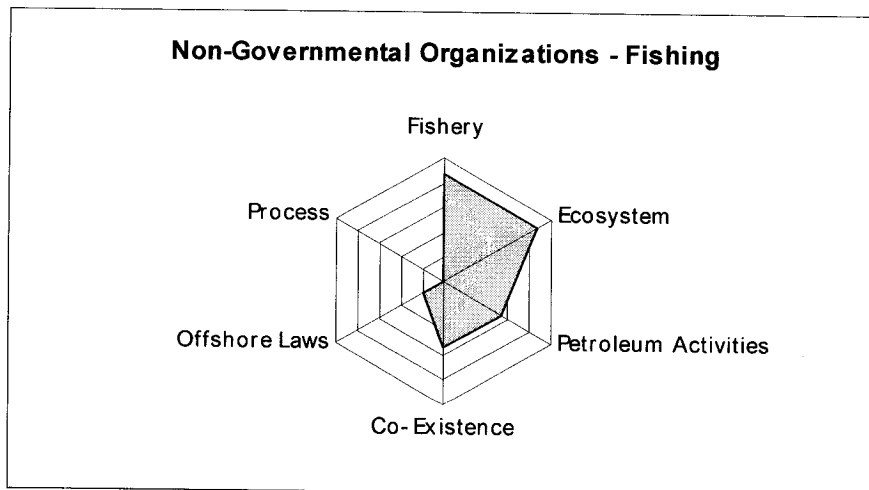 Non-Governmental Organizations - Fishing
Fishery
Process
Ecosystem
Offshore Laws
Petroleum Activities
Co-Existence